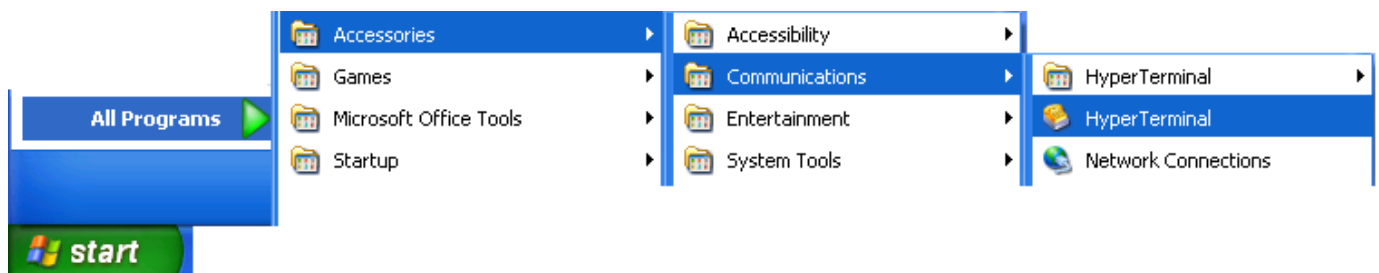 Accessories
Games
Microsoft Office Tools
Startup
Accessibility
Communications
Entertainment
System Tools
HyperTerminal
HyperTerminal
Network Connections
All Programs
start